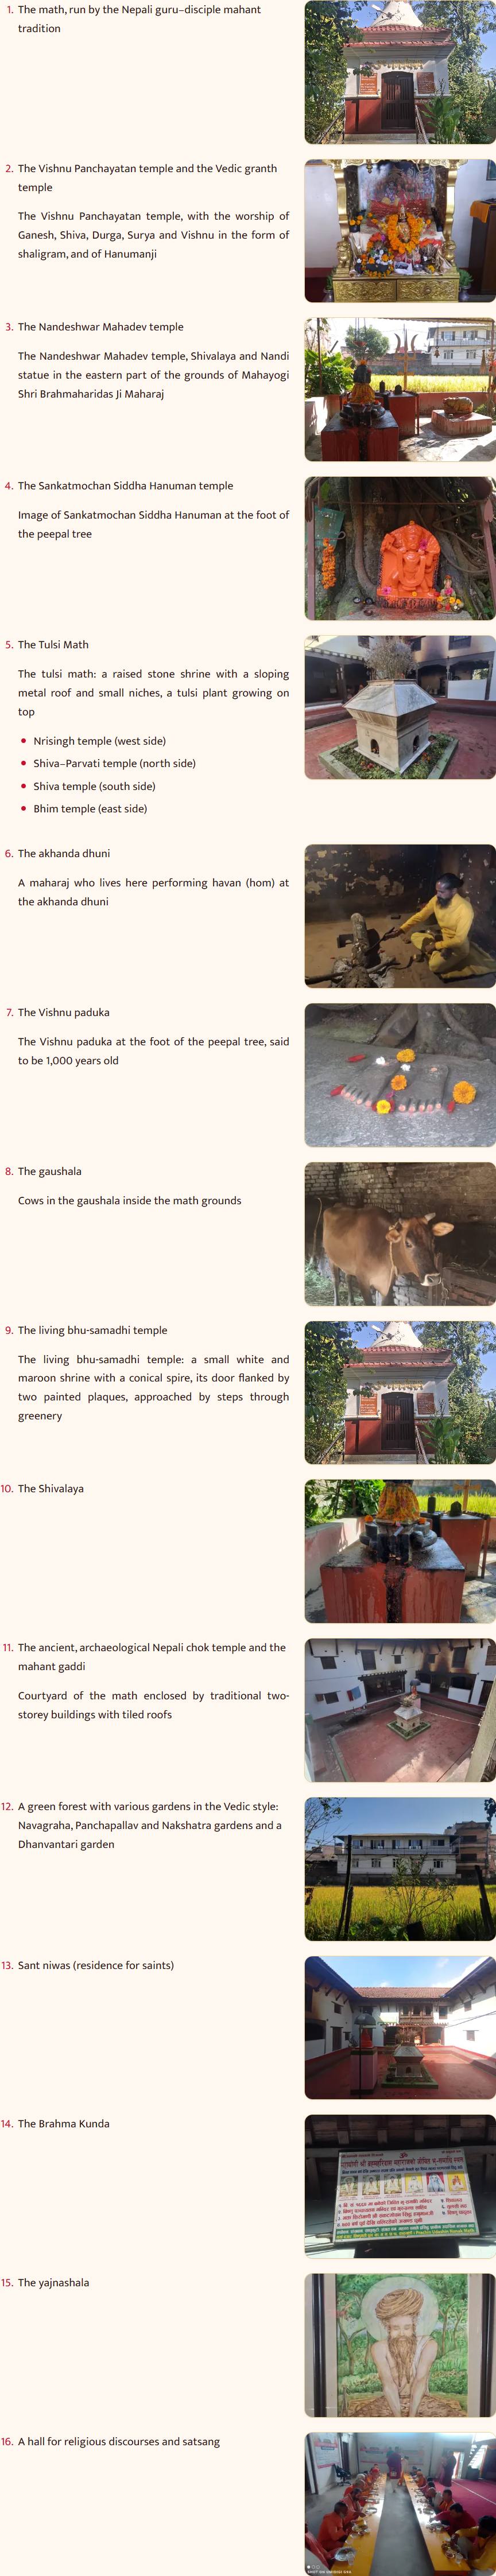 1. The math, run by the Nepali guru–disciple mahant
tradition
2. The Vishnu Panchayatan temple and the Vedic granth
temple
The Vishnu Panchayatan temple, with the worship of
Ganesh, Shiva, Durga, Surya and Vishnu in the form of
shaligram, and of Hanumanji
3. The Nandeshwar Mahadev temple
The Nandeshwar Mahadev temple, Shivalaya and Nandi
statue in the eastern part of the grounds of Mahayogi
Shri Brahmaharidas Ji Maharaj
4. The Sankatmochan Siddha Hanuman temple
Image of Sankatmochan Siddha Hanuman at the foot of
the peepal tree
5. The Tulsi Math
The tulsi math: a raised stone shrine with a sloping
metal roof and small niches, a tulsi plant growing on
top
• Nrisingh temple (west side)
• Shiva–Parvati temple (north side)
• Shiva temple (south side)
• Bhim temple (east side)
6. The akhanda dhuni
A maharaj who lives here performing havan (hom) at
the akhanda dhuni
7. The Vishnu paduka
The Vishnu paduka at the foot of the peepal tree, said
to be 1,000 years old
8. The gaushala
Cows in the gaushala inside the math grounds
9. The living bhu-samadhi temple
The living bhu-samadhi temple: a small white and
maroon shrine with a conical spire, its door flanked by
two painted plaques, approached by steps through
greenery
10. The Shivalaya
11. The ancient, archaeological Nepali chok temple and the
mahant gaddi
Courtyard of the math enclosed by traditional two-
storey buildings with tiled roofs
12. A green forest with various gardens in the Vedic style:
Navagraha, Panchapallav and Nakshatra gardens and a
Dhanvantari garden
13. Sant niwas (residence for saints)
14. The Brahma Kunda
15. The yajnashala
16. A hall for religious discourses and satsang